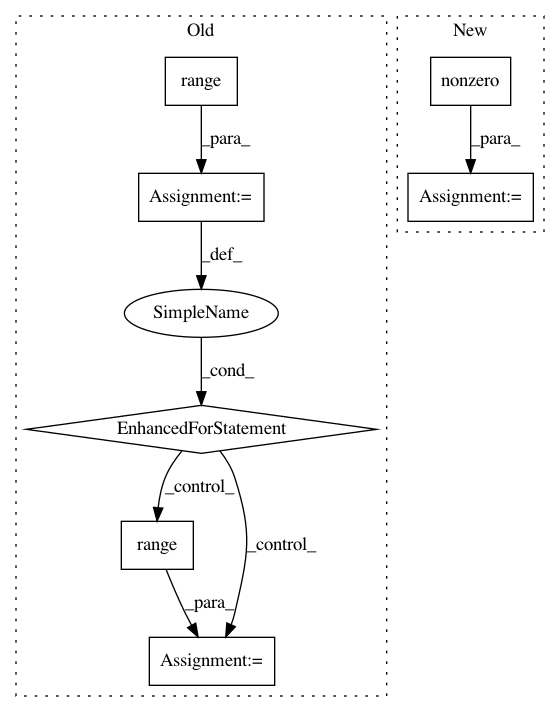 Old
New
range
nonzero
_para_
_para_
Assignment:=
Assignment:=
_def_
SimpleName
_cond_
EnhancedForStatement
_control_
range
_control_
_para_
Assignment:=